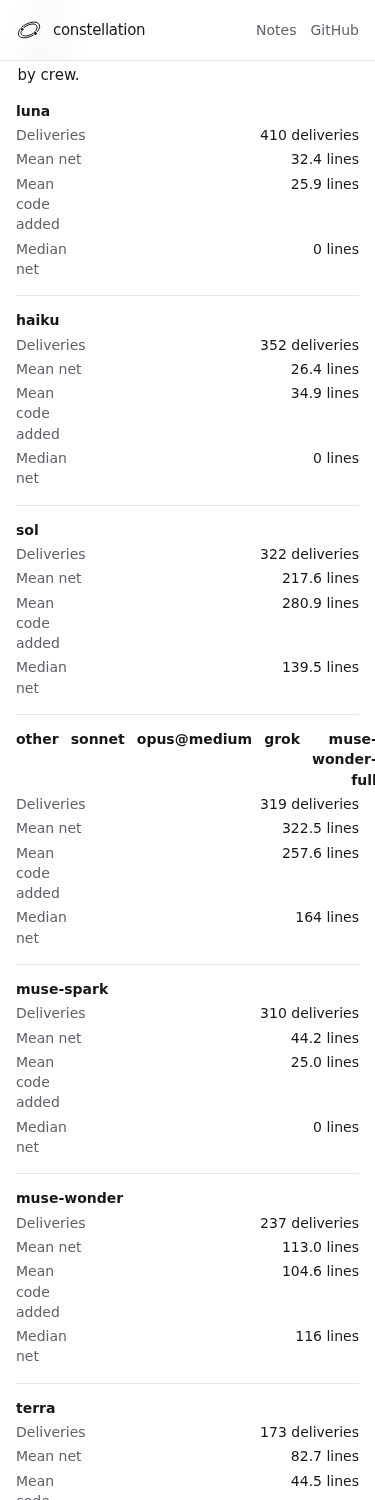 constellation Notes GitHub
by crew.
luna
Deliveries 410 deliveries
Mean net 32.4 lines
Mean 25.9 lines
code
added
Median 0 lines
net
haiku
Deliveries 352 deliveries
Mean net 26.4 lines
Mean 34.9 lines
code
added
Median 0 lines
net
sol
Deliveries 322 deliveries
Mean net 217.6 lines
Mean 280.9 lines
code
added
Median 139.5 lines
net
other sonnet opus@medium grok muse-
wonder-
full
Deliveries 319 deliveries
Mean net 322.5 lines
Mean 257.6 lines
code
added
Median 164 lines
net
muse-spark
Deliveries 310 deliveries
Mean net 44.2 lines
Mean 25.0 lines
code
added
Median 0 lines
net
muse-wonder
Deliveries 237 deliveries
Mean net 113.0 lines
Mean 104.6 lines
code
added
Median 116 lines
net
terra
Deliveries 173 deliveries
Mean net 82.7 lines
Mean 44.5 lines
code